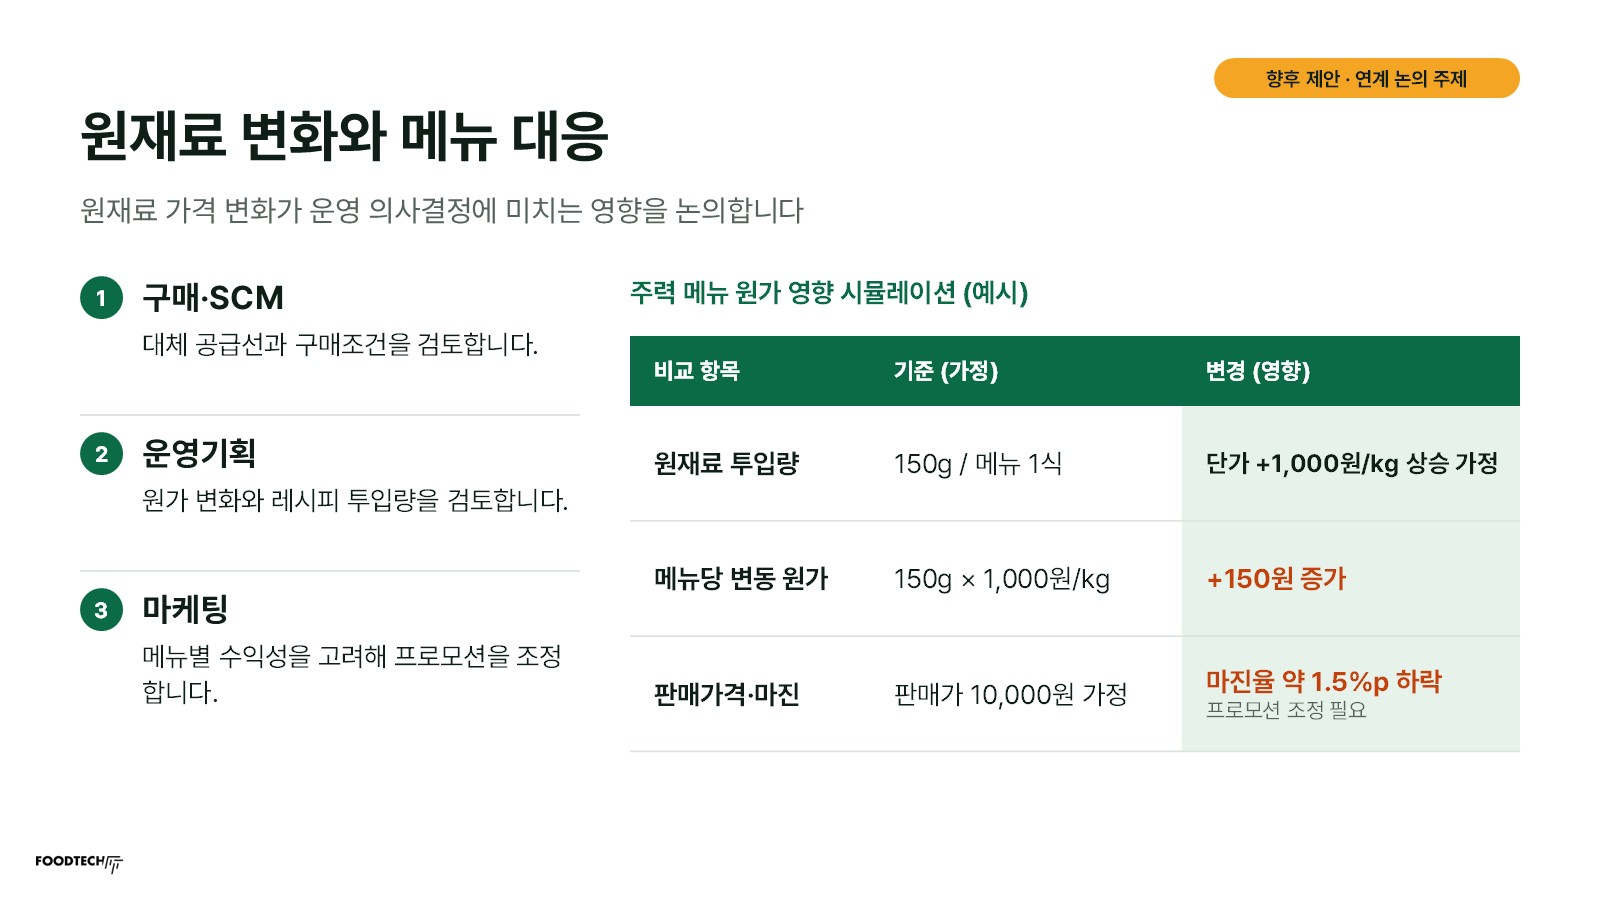 향후 제안 · 연계 논의 주제
원재료 변화와 메뉴 대응
원재료 가격 변화가 운영 의사결정에 미치는 영향을 논의합니다
1 구매·SCM
대체 공급선과 구매조건을 검토합니다.
2 운영기획
원가 변화와 레시피 투입량을 검토합니다.
3 마케팅
메뉴별 수익성을 고려해 프로모션을 조정
합니다.
주력 메뉴 원가 영향 시뮬레이션 (예시)
비교 항목 기준 (가정) 변경 (영향)
원재료 투입량 150g / 메뉴 1식 단가 +1,000원/kg 상승 가정
메뉴당 변동 원가 150g × 1,000원/kg +150원 증가
판매가격·마진 판매가 10,000원 가정 마진율 약 1.5%p 하락
프로모션 조정 필요
FOODTECH